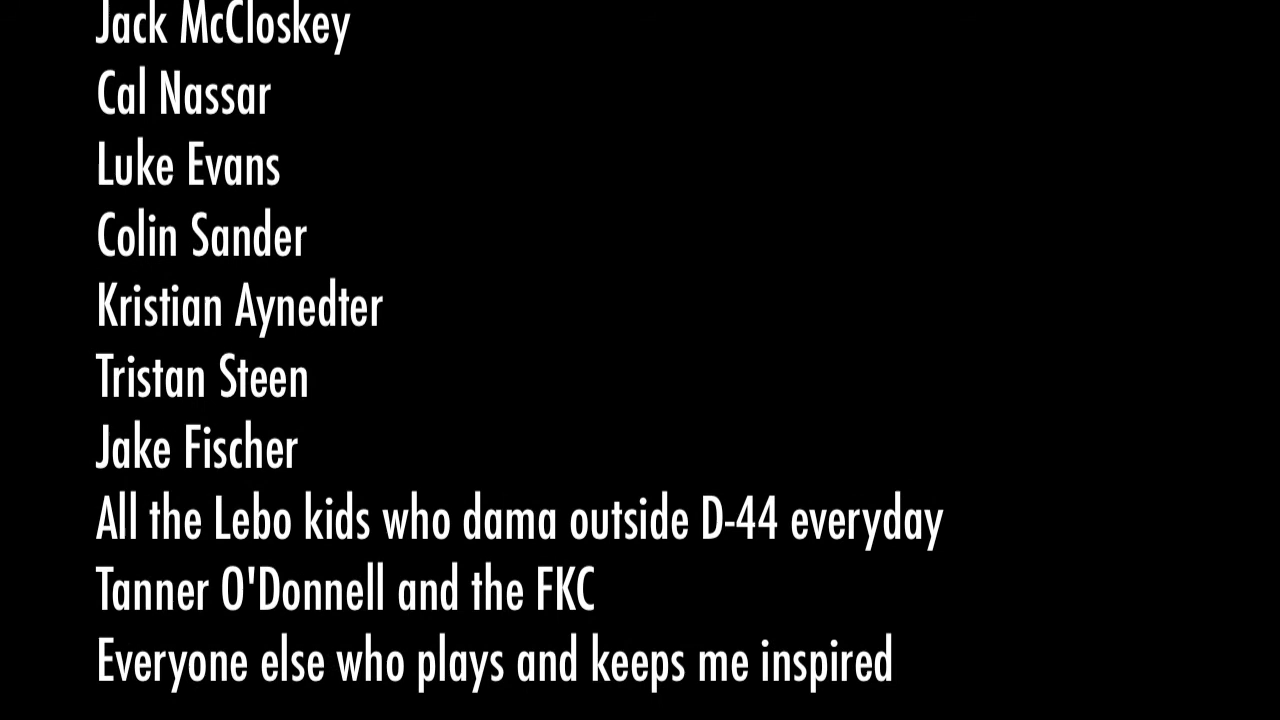 Jack McCloskey
Cal Nassar
Luke Evans
Colin Sander
Kristian Aynedter
Tristan Steen
Jake Fischer
All the Lebo kids who dama outside D-44 everyday
Tanner O'Donnell and the FKC
Everyone else who plays and keeps me inspired